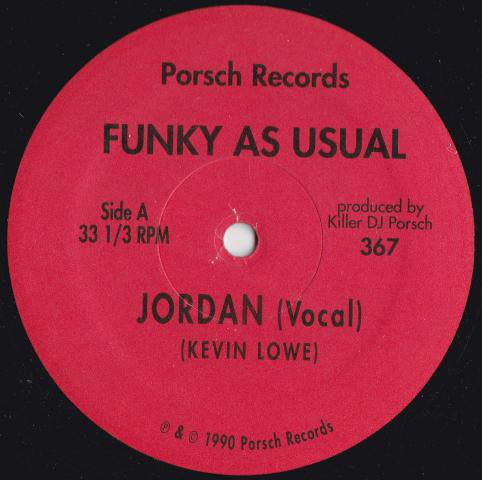 Porsch Records
FUNKY AS USUAL
Side A
33 1/3 RPM
produced by
Killer DJ Porsch
367
JORDAN (Vocal)
(KEVIN LOWE)
℗ & © 1990 Porsch Records